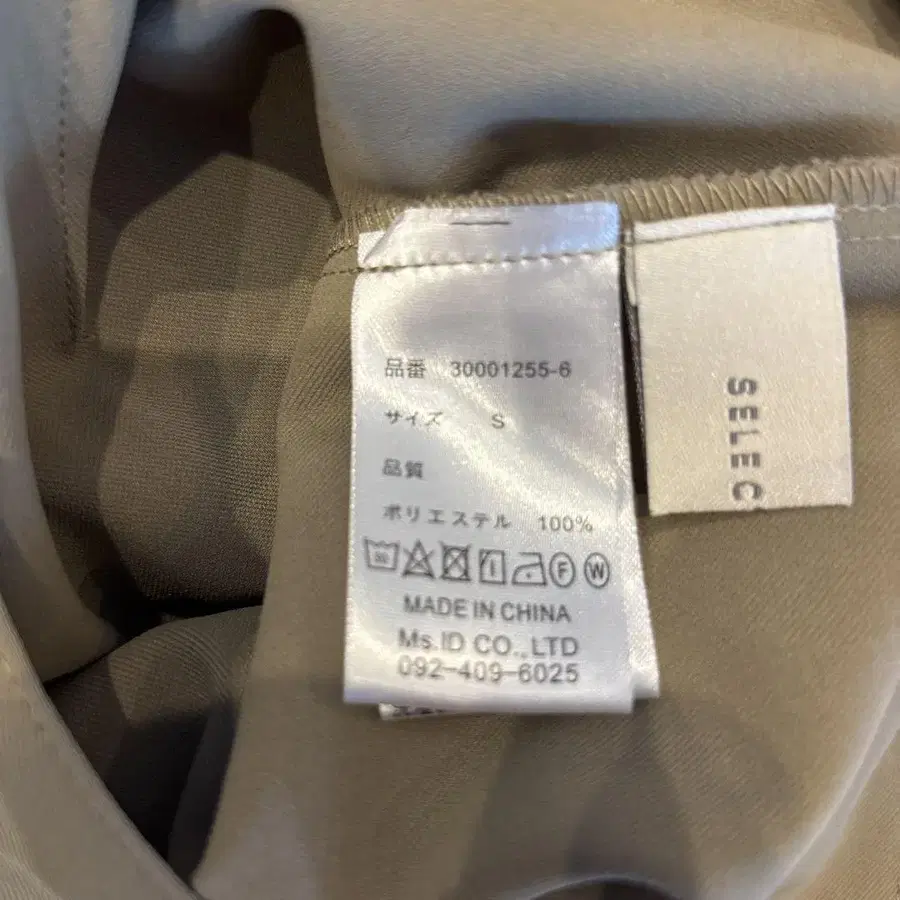 品番 30001255-6
サイズ S
品質
ポリエステル 100%
30
F W
MADE IN CHINA
Ms.ID CO.,LTD
092-409-6025
SELEC